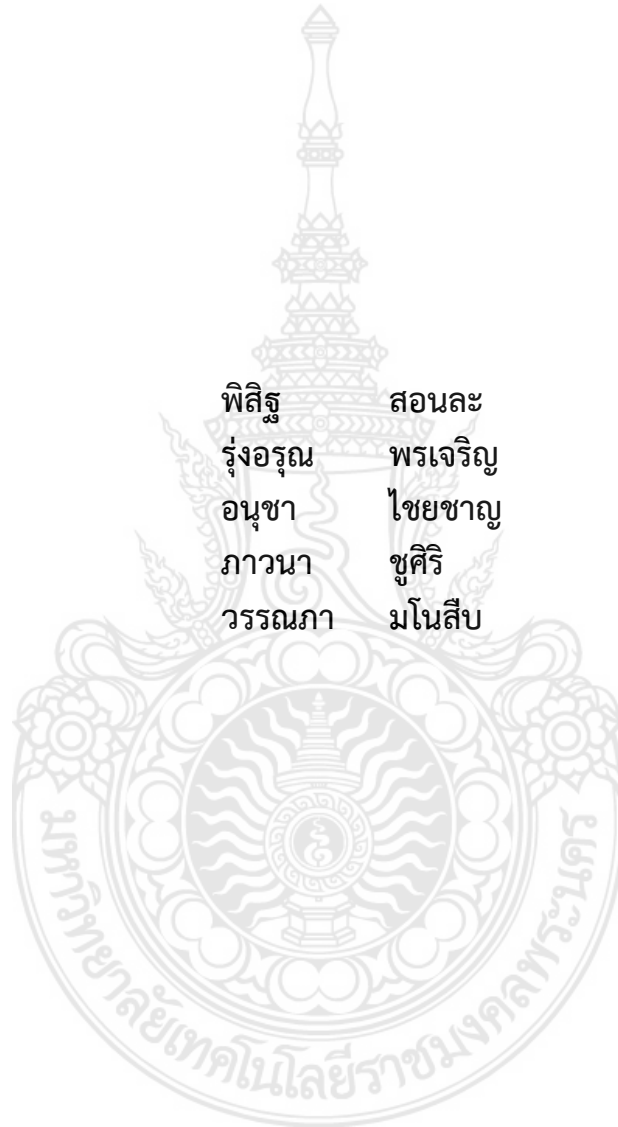 พิสิฐ สอนละ
รุ่งอรุณ พรเจริญ
อนุชา ไชยชาญ
ภาวนา ชูศิริ
วรรณภา มโนสืบ
มหาวิทยาลัยเทคโนโลยีราชมงคลพระนคร